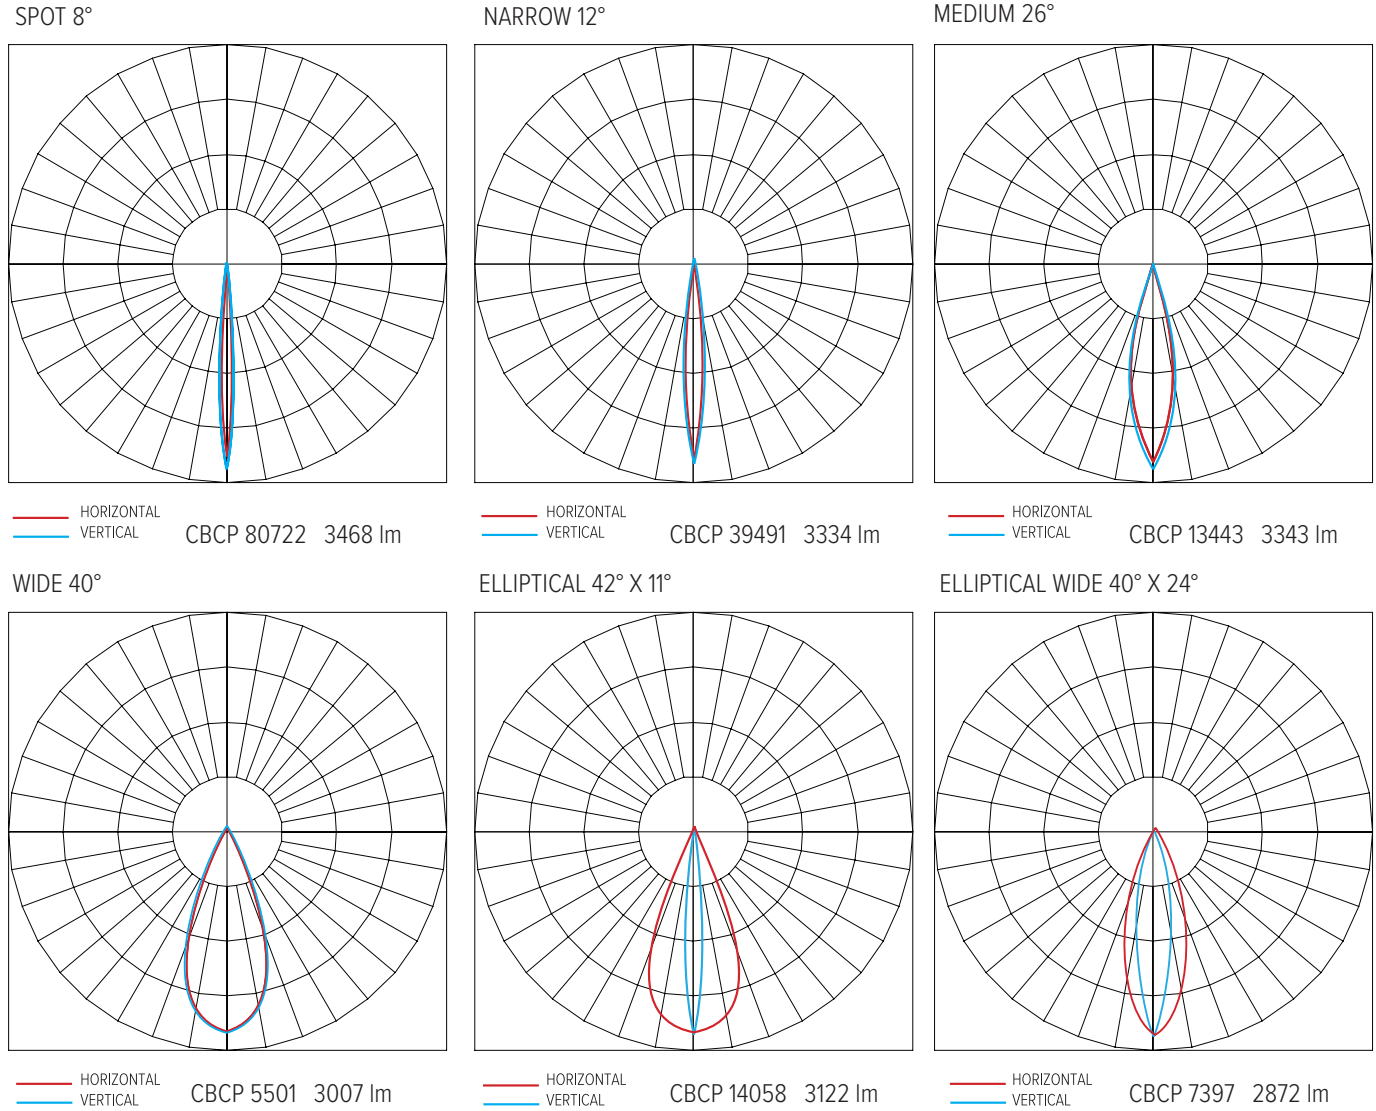 SPOT 8°
NARROW 12°
MEDIUM 26°
HORIZONTAL
VERTICAL
CBCP 80722 3468 lm
HORIZONTAL
VERTICAL
CBCP 39491 3334 lm
HORIZONTAL
VERTICAL
CBCP 13443 3343 lm
WIDE 40°
ELLIPTICAL 42° X 11°
ELLIPTICAL WIDE 40° X 24°
HORIZONTAL
VERTICAL
CBCP 5501 3007 lm
HORIZONTAL
VERTICAL
CBCP 14058 3122 lm
HORIZONTAL
VERTICAL
CBCP 7397 2872 lm